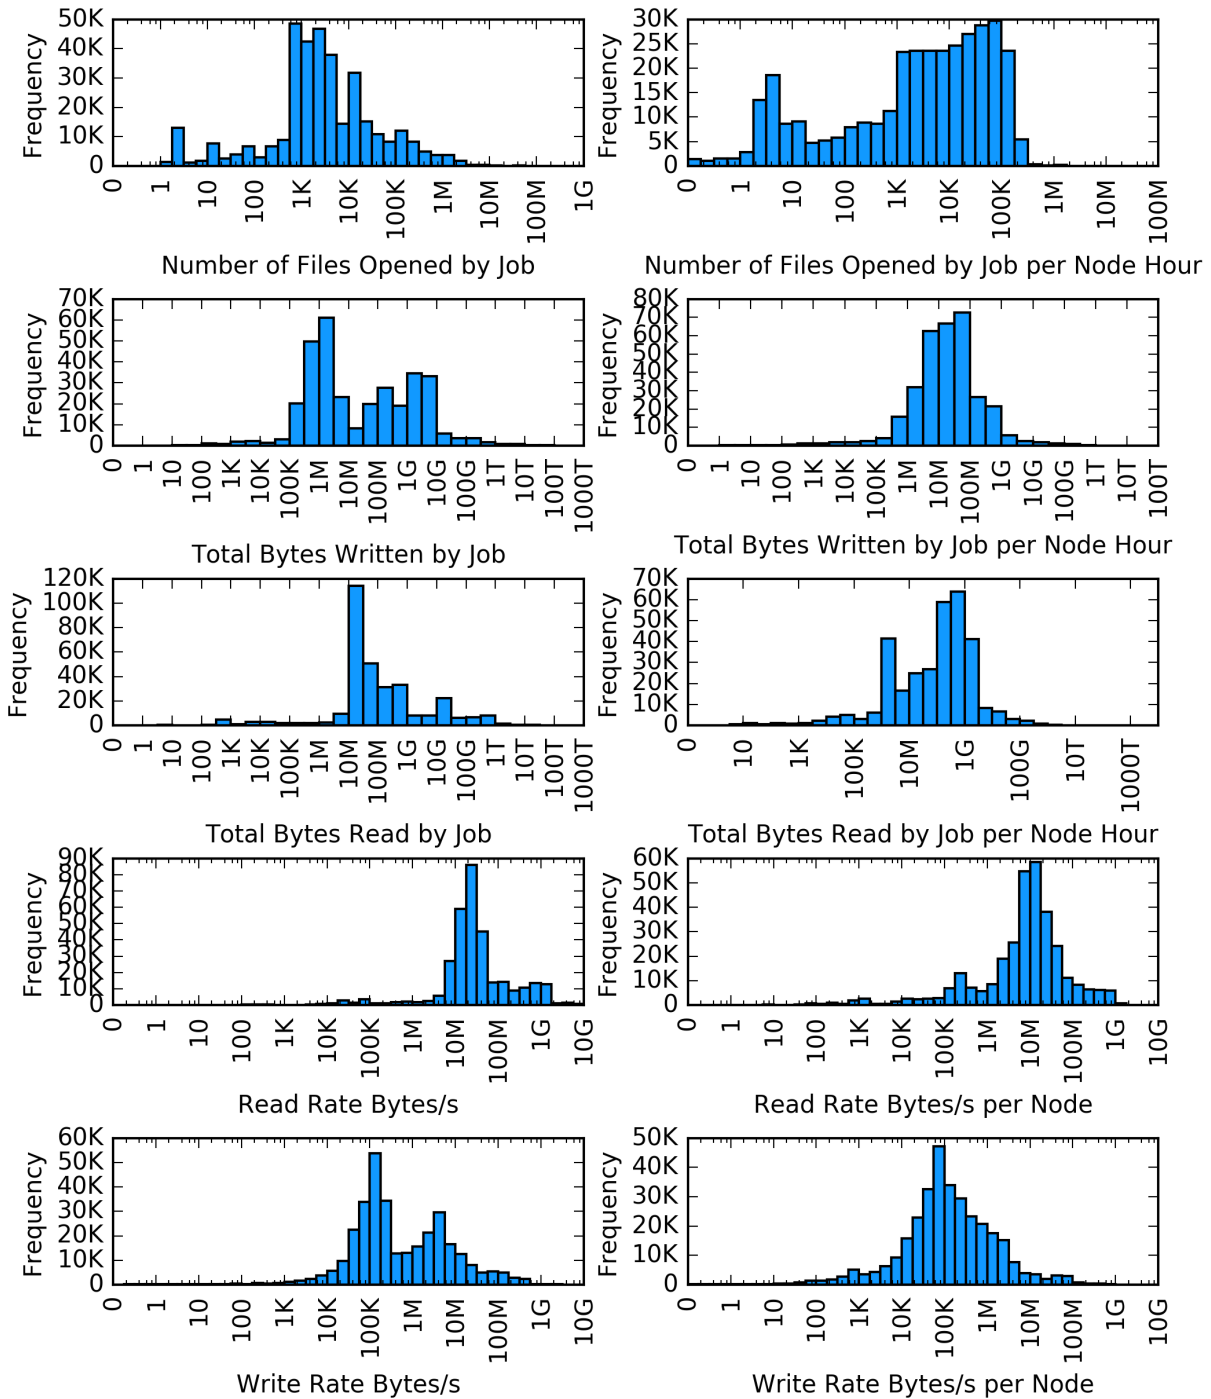 50K
40K
30K
20K
10K
0
Frequency
0 1 10 100 1K 10K 100K 1M 10M 100M 1G
Number of Files Opened by Job
30K
25K
20K
15K
10K
5K
0
Frequency
0 1 10 100 1K 10K 100K 1M 10M 100M
Number of Files Opened by Job per Node Hour
70K
60K
50K
40K
30K
20K
10K
0
Frequency
0 1 10 100 1K 10K 100K 1M 10M 100M 1G 10G 100G 1T 10T 100T 1000T
Total Bytes Written by Job
80K
70K
60K
50K
40K
30K
20K
10K
0
Frequency
0 1 10 100 1K 10K 100K 1M 10M 100M 1G 10G 100G 1T 10T 100T
Total Bytes Written by Job per Node Hour
120K
100K
80K
60K
40K
20K
0
Frequency
0 1 10 100 1K 10K 100K 1M 10M 100M 1G 10G 100G 1T 10T 100T 1000T
Total Bytes Read by Job
70K
60K
50K
40K
30K
20K
10K
0
Frequency
0 10 1K 100K 10M 1G 100G 10T 1000T
Total Bytes Read by Job per Node Hour
90K
80K
70K
60K
50K
40K
30K
20K
10K
0
Frequency
0 1 10 100 1K 10K 100K 1M 10M 100M 1G 10G
Read Rate Bytes/s
60K
50K
40K
30K
20K
10K
0
Frequency
0 1 10 100 1K 10K 100K 1M 10M 100M 1G 10G
Read Rate Bytes/s per Node
60K
50K
40K
30K
20K
10K
0
Frequency
0 1 10 100 1K 10K 100K 1M 10M 100M 1G 10G
Write Rate Bytes/s
50K
40K
30K
20K
10K
0
Frequency
0 1 10 100 1K 10K 100K 1M 10M 100M 1G 10G
Write Rate Bytes/s per Node